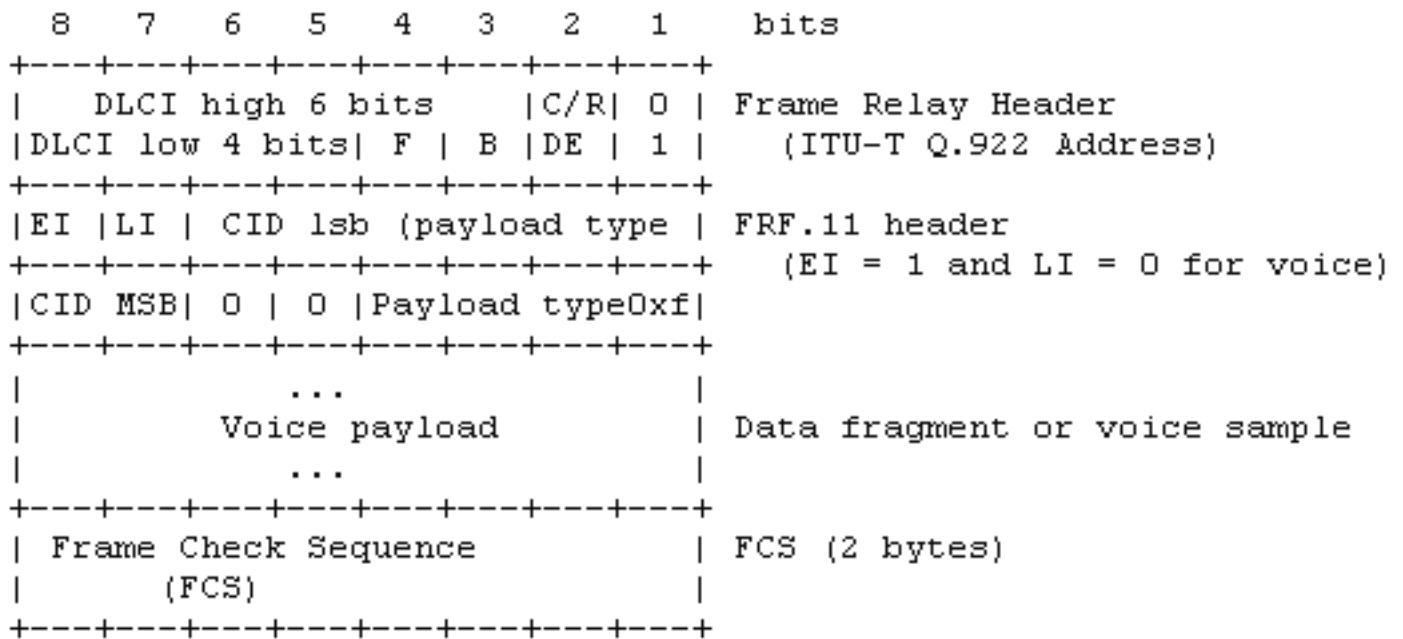 8 7 6 5 4 3 2 1 bits
+---+---+---+---+---+---+---+---+
| DLCI high 6 bits |C/R| 0 | Frame Relay Header
|DLCI low 4 bits| F | B |DE | 1 | (ITU-T Q.922 Address)
+---+---+---+---+---+---+---+---+
|EI |LI | CID lsb (payload type | FRF.11 header
+---+---+---+---+---+---+---+---+ (EI = 1 and LI = 0 for voice)
|CID MSB| 0 | 0 |Payload type0xf|
+---+---+---+---+---+---+---+---+
| ... |
| Voice payload | Data fragment or voice sample
| ... |
+---+---+---+---+---+---+---+---+
| Frame Check Sequence | FCS (2 bytes)
| (FCS) |
+---+---+---+---+---+---+---+---+